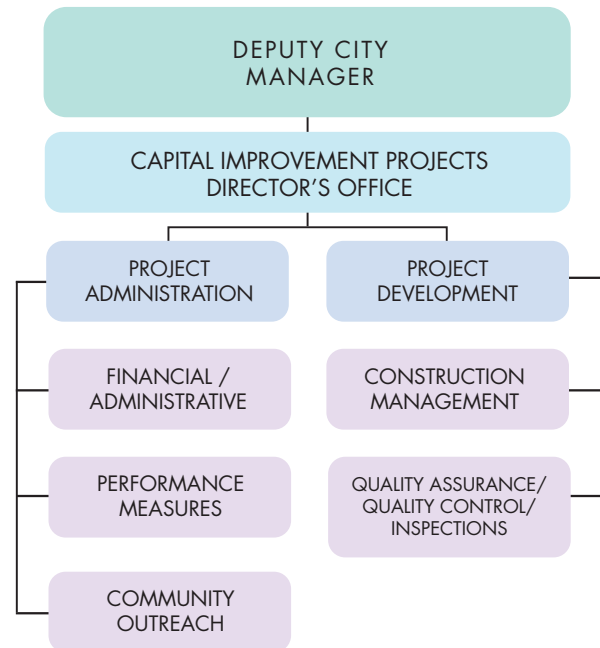 DEPUTY CITY
MANAGER
CAPITAL IMPROVEMENT PROJECTS
DIRECTOR'S OFFICE
PROJECT
ADMINISTRATION
PROJECT
DEVELOPMENT
FINANCIAL /
ADMINISTRATIVE
CONSTRUCTION
MANAGEMENT
PERFORMANCE
MEASURES
QUALITY ASSURANCE/
QUALITY CONTROL/
INSPECTIONS
COMMUNITY
OUTREACH